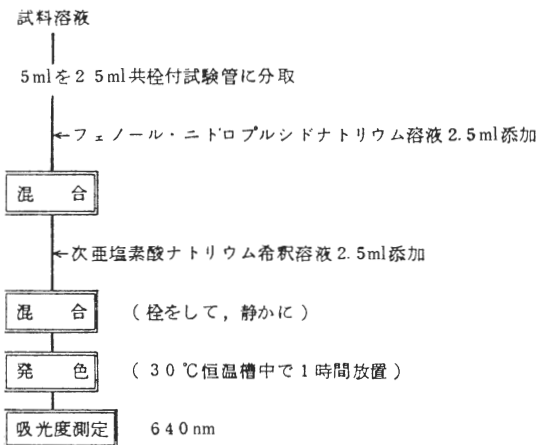 試料溶液
5mlを25ml共栓付試験管に分取
←フェノール・ニトロプルシドナトリウム溶液2.5ml添加
混 合
←次亜塩素酸ナトリウム希釈溶液2.5ml添加
混 合 (栓をして,静かに)
発 色 (30℃恒温槽中で1時間放置)
吸光度測定 640nm